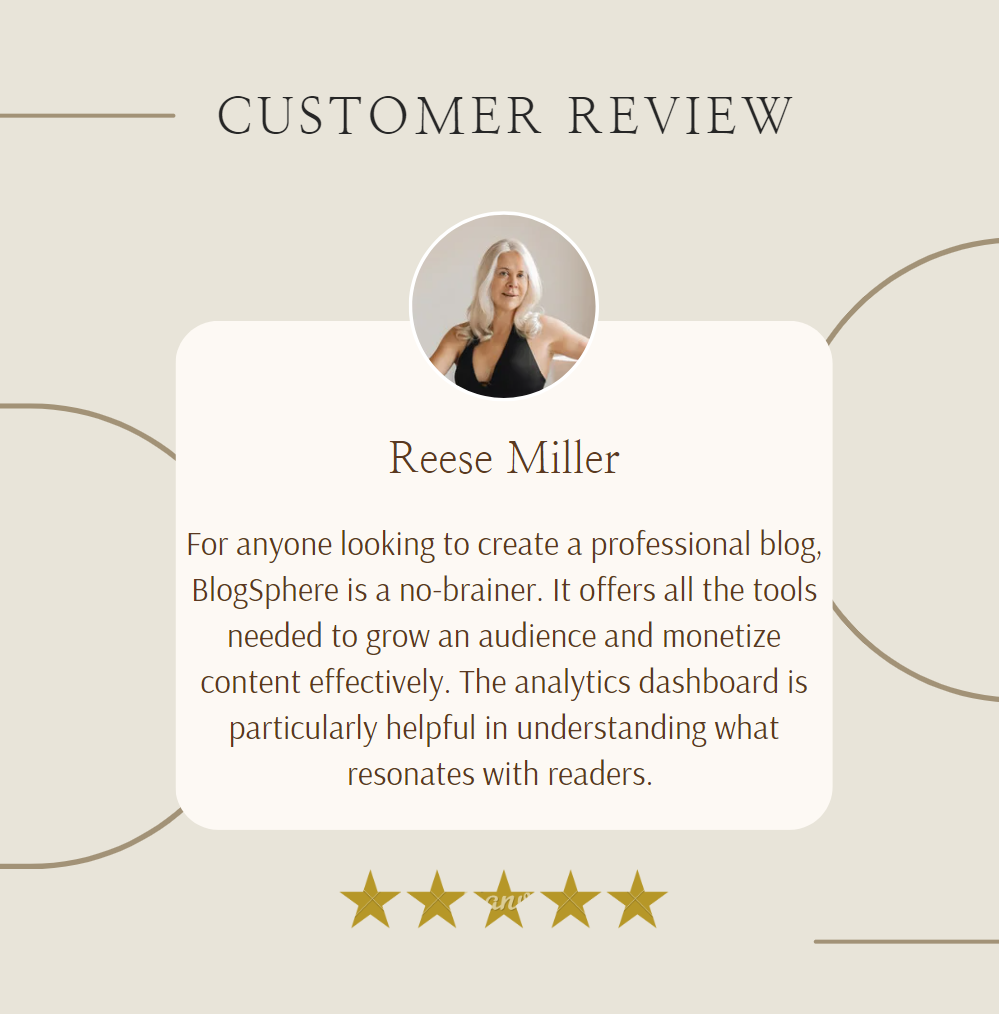 CUSTOMER REVIEW
Reese Miller
For anyone looking to create a professional blog,
BlogSphere is a no-brainer. It offers all the tools
needed to grow an audience and monetize
content effectively. The analytics dashboard is
particularly helpful in understanding what
resonates with readers.